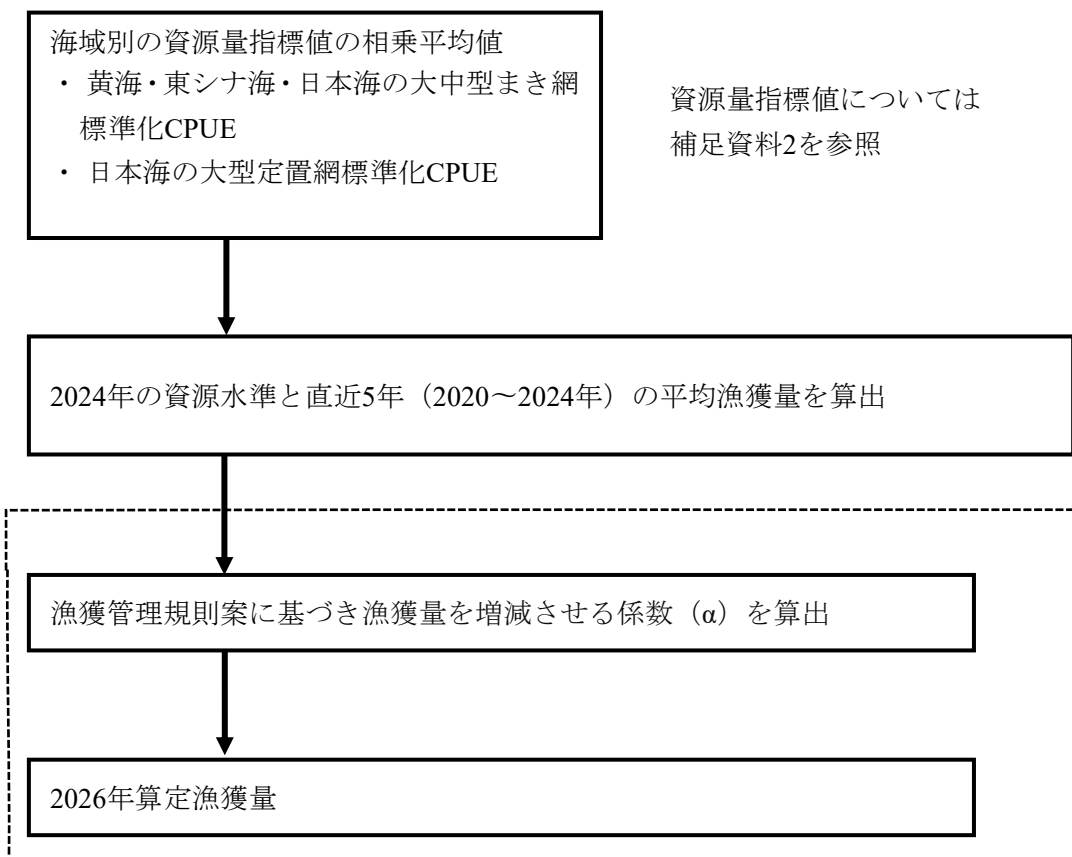 海域別の資源量指標値の相乗平均値
・ 黄海・東シナ海・日本海の大中型まき網
標準化CPUE
・ 日本海の大型定置網標準化CPUE
資源量指標値については
補足資料2を参照
2024年の資源水準と直近5年（2020～2024年）の平均漁獲量を算出
漁獲管理規則案に基づき漁獲量を増減させる係数（α）を算出
2026年算定漁獲量